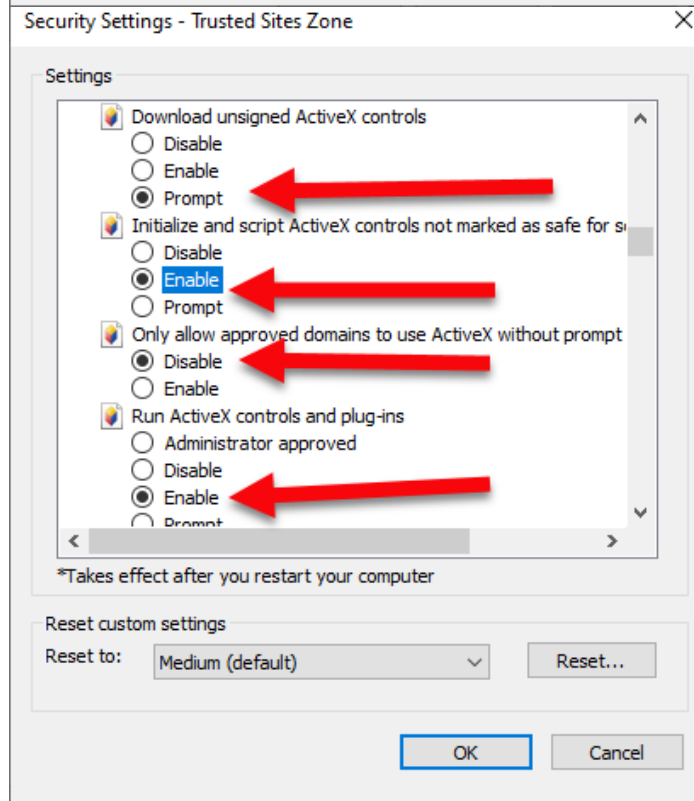 Security Settings - Trusted Sites Zone
Settings
Download unsigned ActiveX controls
Disable
Enable
Prompt
Initialize and script ActiveX controls not marked as safe for s
Disable
Enable
Prompt
Only allow approved domains to use ActiveX without prompt
Disable
Enable
Run ActiveX controls and plug-ins
Administrator approved
Disable
Enable
Prompt
*Takes effect after you restart your computer
Reset custom settings
Reset to:
Medium (default)
Reset...
OK
Cancel